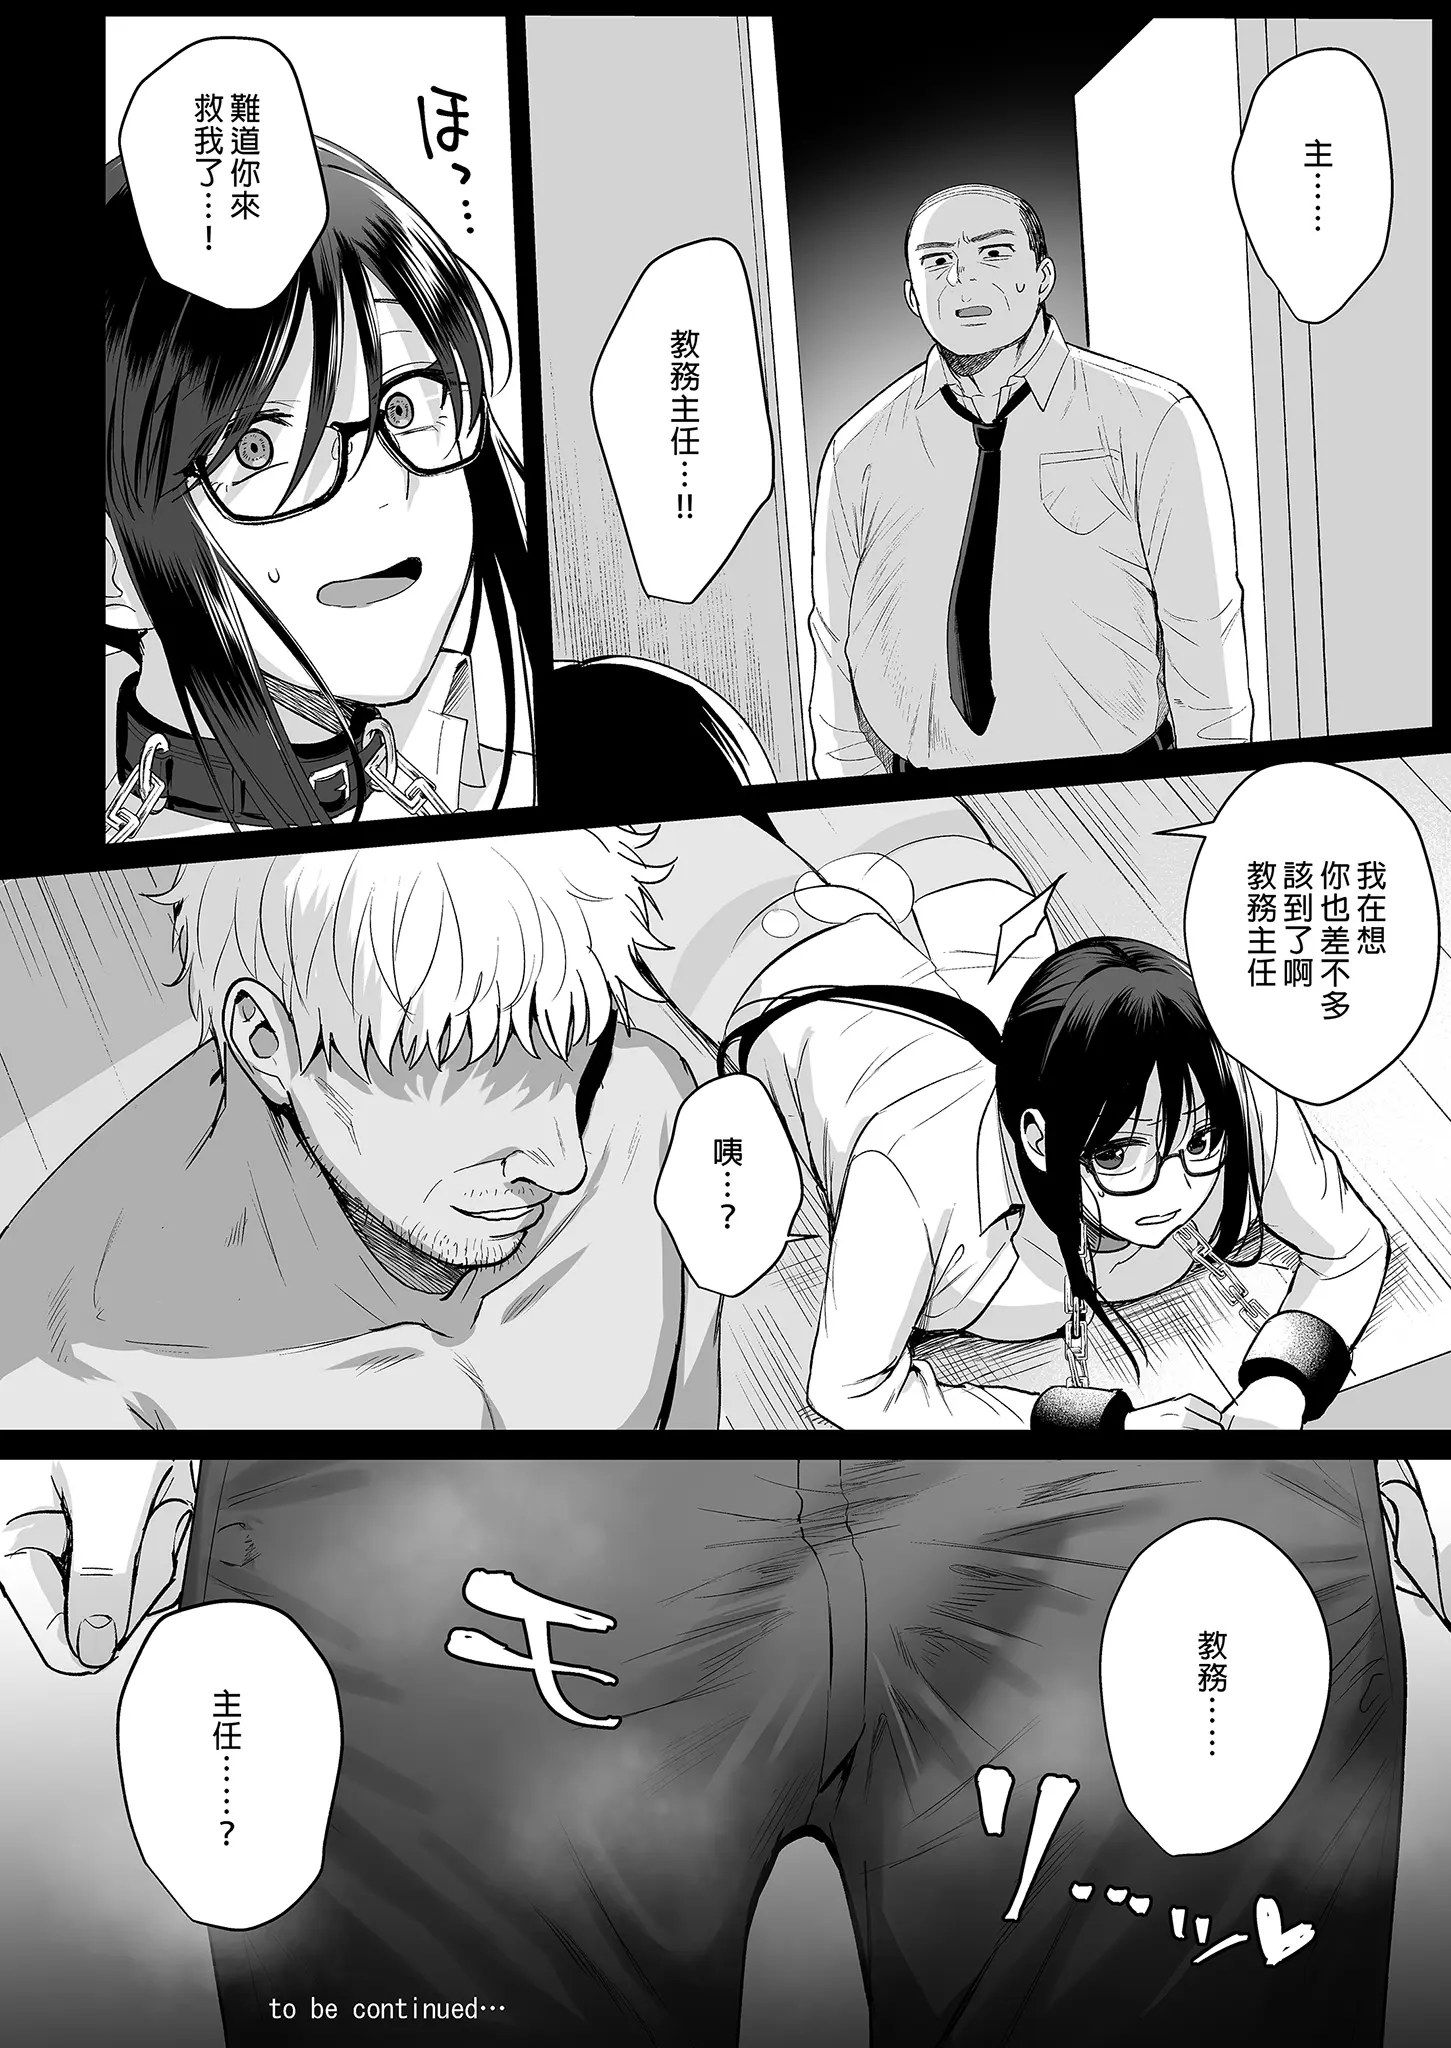 主……
教務主任…!!
ほっ…
難道你來
救我了…!
我在想
你也差不多
該到了啊
教務主任
咦…?
教務……
モソ…ッ♥
主任……?
to be continued…